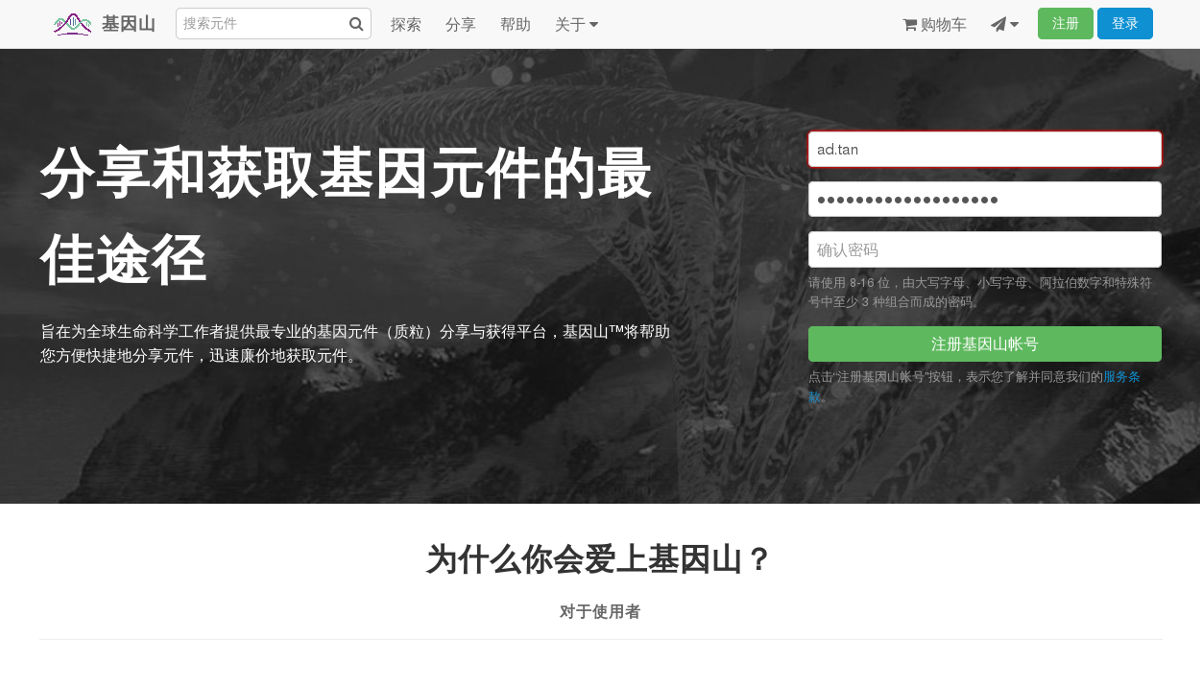 基因山
搜索元件
探索
分享
帮助
关于
购物车
注册
登录
分享和获取基因元件的最
佳途径
旨在为全球生命科学工作者提供最专业的基因元件（质粒）分享与获得平台，基因山™将帮助
您方便快捷地分享元件，迅速廉价地获取元件。
ad.tan
●●●●●●●●●●●●●●●●●●●
确认密码
请使用 8-16 位，由大写字母、小写字母、阿拉伯数字和特殊符
号中至少 3 种组合而成的密码。
注册基因山帐号
点击“注册基因山帐号”按钮，表示您了解并同意我们的服务条
款。
为什么你会爱上基因山？
对于使用者